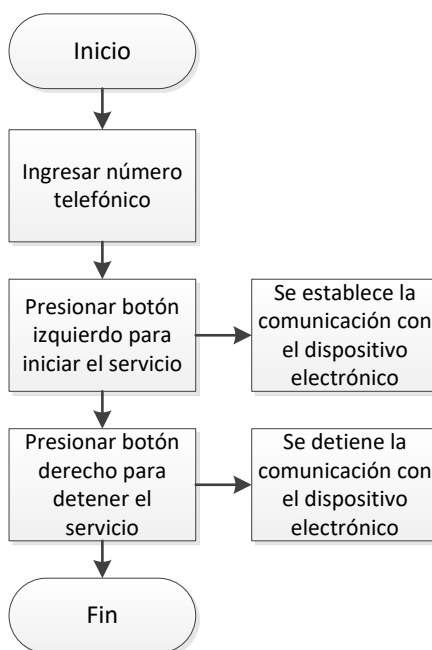 Inicio
Ingresar número
telefónico
Presionar botón
izquierdo para
iniciar el servicio
Se establece la
comunicación con
el dispositivo
electrónico
Presionar botón
derecho para
detener el
servicio
Se detiene la
comunicación con
el dispositivo
electrónico
Fin